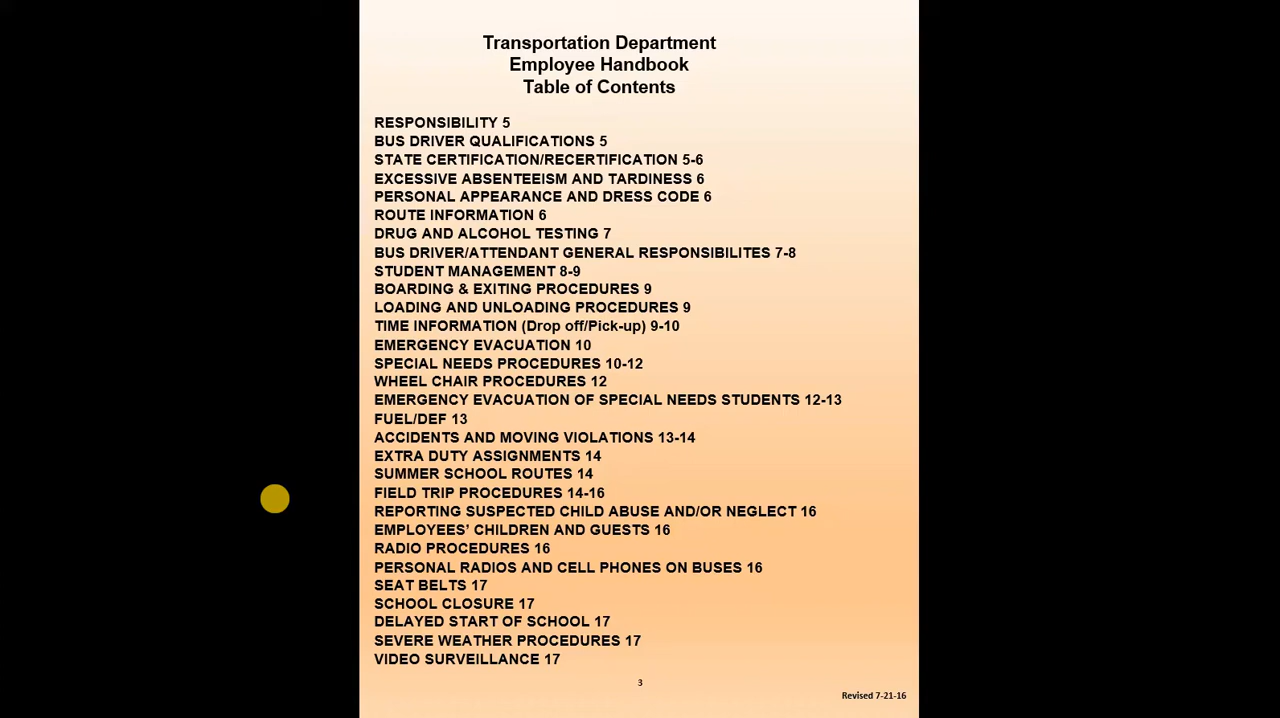 Transportation Department
Employee Handbook
Table of Contents
RESPONSIBILITY 5
BUS DRIVER QUALIFICATIONS 5
STATE CERTIFICATION/RECERTIFICATION 5-6
EXCESSIVE ABSENTEEISM AND TARDINESS 6
PERSONAL APPEARANCE AND DRESS CODE 6
ROUTE INFORMATION 6
DRUG AND ALCOHOL TESTING 7
BUS DRIVER/ATTENDANT GENERAL RESPONSIBILITES 7-8
STUDENT MANAGEMENT 8-9
BOARDING & EXITING PROCEDURES 9
LOADING AND UNLOADING PROCEDURES 9
TIME INFORMATION (Drop off/Pick-up) 9-10
EMERGENCY EVACUATION 10
SPECIAL NEEDS PROCEDURES 10-12
WHEEL CHAIR PROCEDURES 12
EMERGENCY EVACUATION OF SPECIAL NEEDS STUDENTS 12-13
FUEL/DEF 13
ACCIDENTS AND MOVING VIOLATIONS 13-14
EXTRA DUTY ASSIGNMENTS 14
SUMMER SCHOOL ROUTES 14
FIELD TRIP PROCEDURES 14-16
REPORTING SUSPECTED CHILD ABUSE AND/OR NEGLECT 16
EMPLOYEES’ CHILDREN AND GUESTS 16
RADIO PROCEDURES 16
PERSONAL RADIOS AND CELL PHONES ON BUSES 16
SEAT BELTS 17
SCHOOL CLOSURE 17
DELAYED START OF SCHOOL 17
SEVERE WEATHER PROCEDURES 17
VIDEO SURVEILLANCE 17
3
Revised 7-21-16